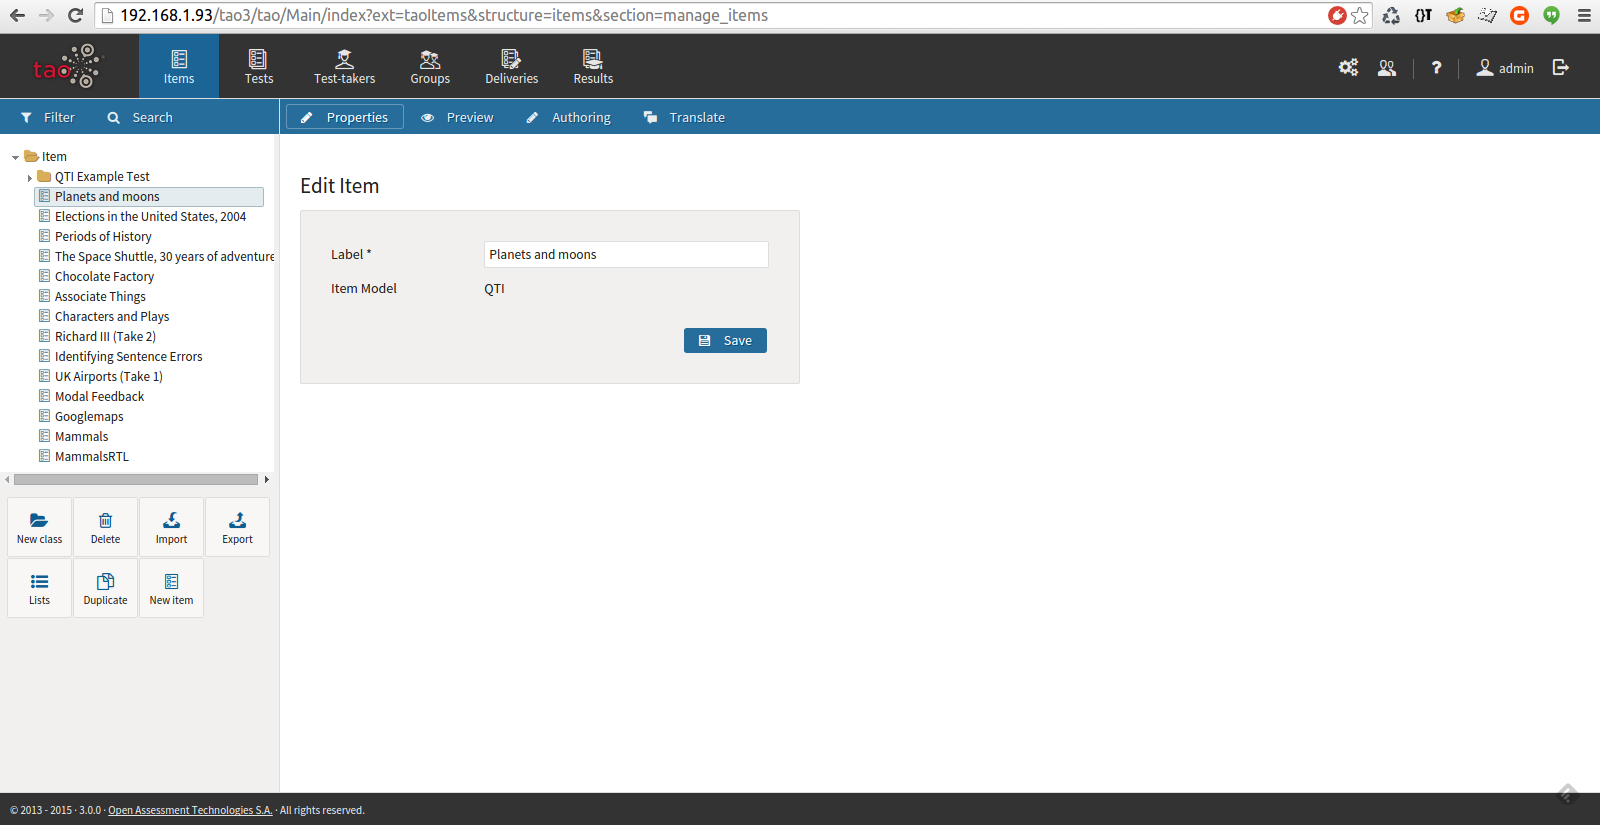 192.168.1.93/tao3/tao/Main/index?ext=taoItems&structure=items&section=manage_items
{}T
G
tao
Items
Tests
Test-takers
Groups
Deliveries
Results
?
admin
Filter
Search
Properties
Preview
Authoring
Translate
Item
QTI Example Test
Planets and moons
Elections in the United States, 2004
Periods of History
The Space Shuttle, 30 years of adventure
Chocolate Factory
Associate Things
Characters and Plays
Richard III (Take 2)
Identifying Sentence Errors
UK Airports (Take 1)
Modal Feedback
Googlemaps
Mammals
MammalsRTL
New class
Delete
Import
Export
Lists
Duplicate
New item
Edit Item
Label *
Planets and moons
Item Model
QTI
Save
© 2013 - 2015 · 3.0.0 · Open Assessment Technologies S.A. · All rights reserved.